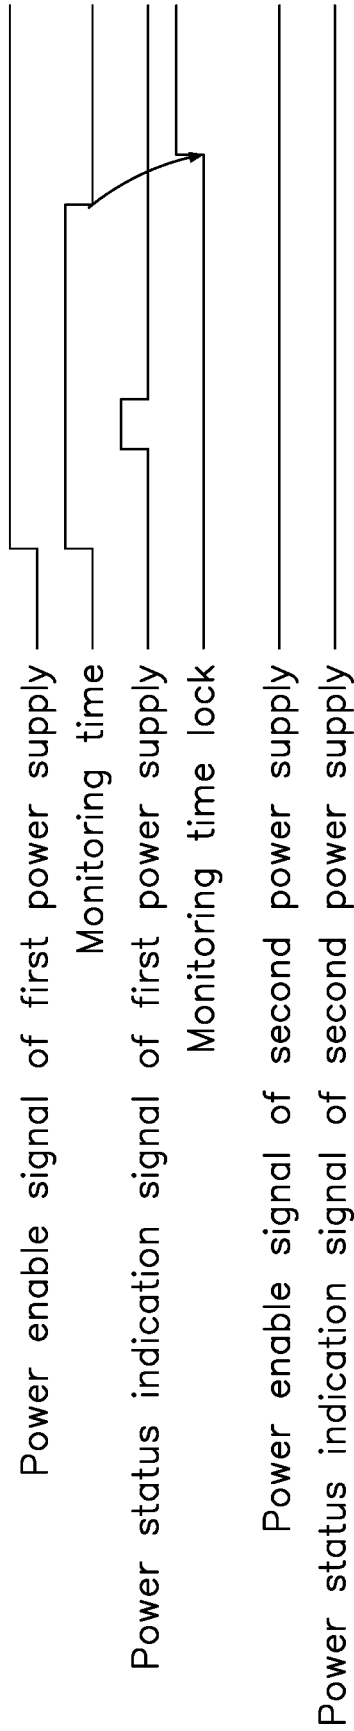 Power enable signal of first power supply
Monitoring time
Power status indication signal of first power supply
Monitoring time lock
Power enable signal of second power supply
Power status indication signal of second power supply